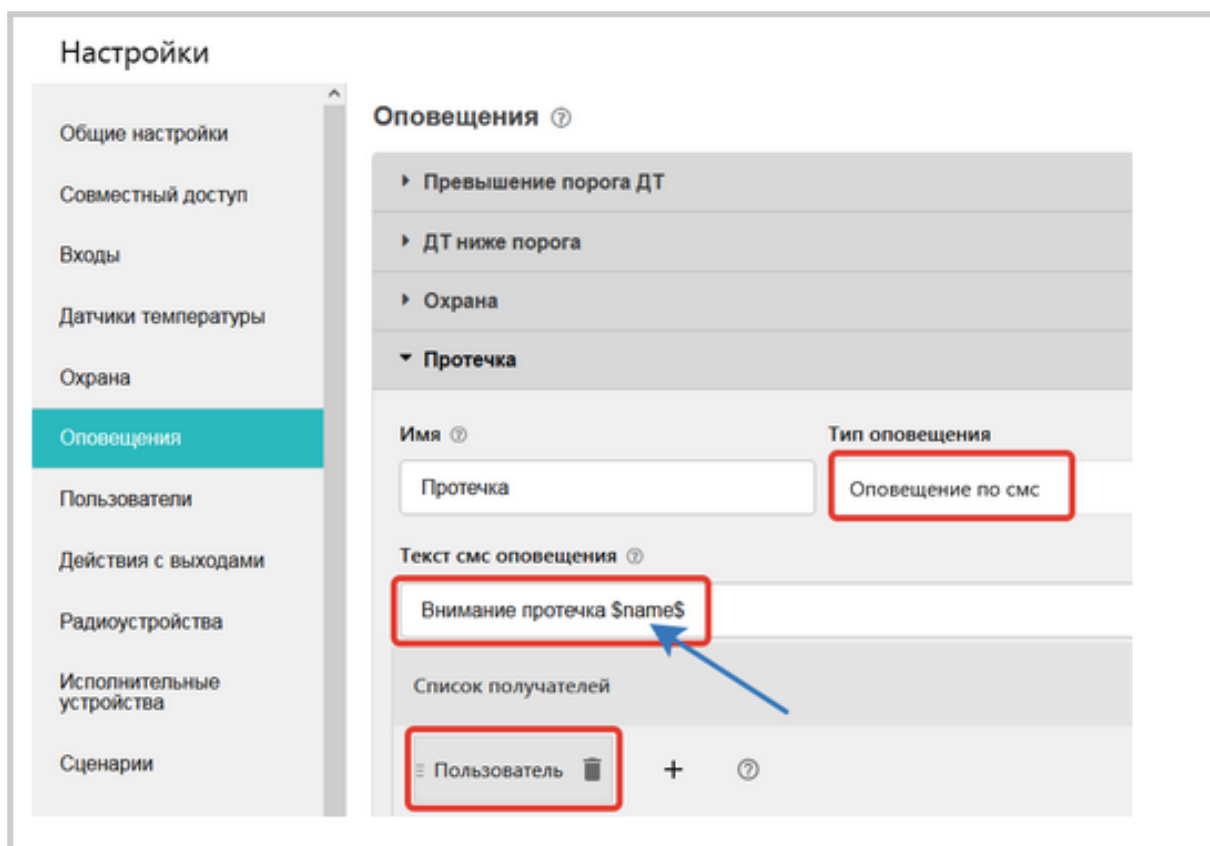 Настройки
Общие настройки
Совместный доступ
Входы
Датчики температуры
Охрана
Оповещения
Пользователи
Действия с выходами
Радиоустройства
Исполнительные
устройства
Сценарии
Оповещения ?
Превышение порога ДТ
ДТ ниже порога
Охрана
Протечка
Имя ?
Тип оповещения
Протечка
Оповещение по смс
Текст смс оповещения ?
Внимание протечка $name$
Список получателей
Пользователь + ?